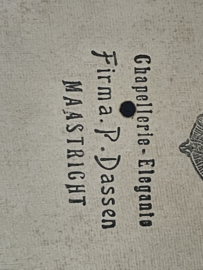 Chapellerie-Elegante
Firma.P.Dassen
MAASTRICHT